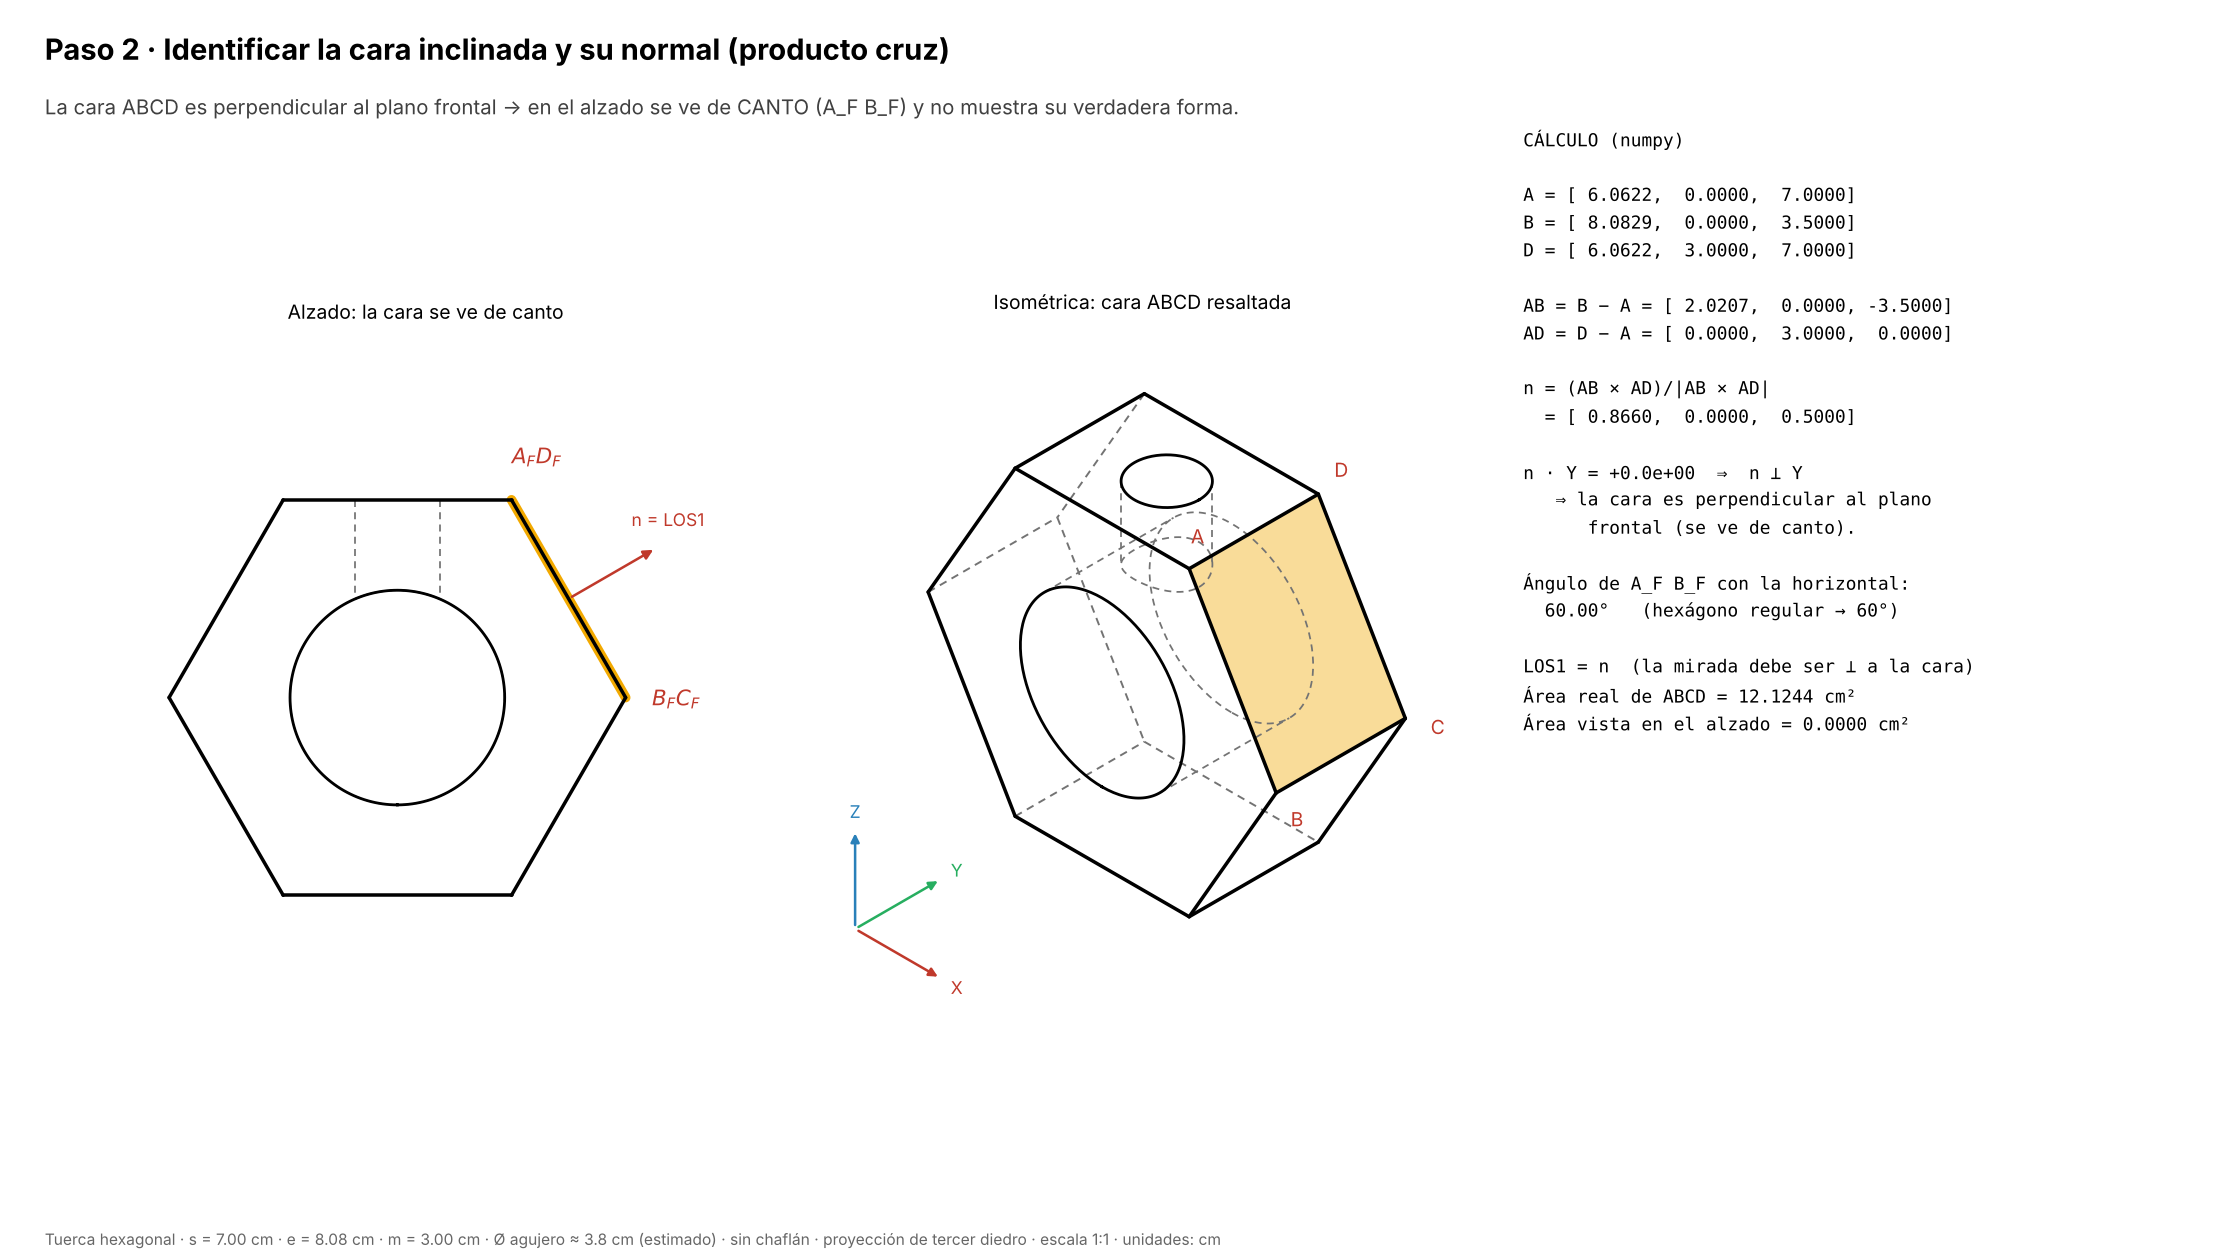 Paso 2 · Identificar la cara inclinada y su normal (producto cruz)
La cara ABCD es perpendicular al plano frontal → en el alzado se ve de CANTO (A_F B_F) y no muestra su verdadera forma.
Alzado: la cara se ve de canto
A_FD_F
n = LOS1
B_FC_F
Isométrica: cara ABCD resaltada
D
A
C
B
Z
Y
X
CÁLCULO (numpy)
A = [ 6.0622,  0.0000,  7.0000]
B = [ 8.0829,  0.0000,  3.5000]
D = [ 6.0622,  3.0000,  7.0000]
AB = B − A = [ 2.0207,  0.0000, -3.5000]
AD = D − A = [ 0.0000,  3.0000,  0.0000]
n = (AB × AD)/|AB × AD|
= [ 0.8660,  0.0000,  0.5000]
n · Y = +0.0e+00  ⇒  n ⊥ Y
⇒ la cara es perpendicular al plano
frontal (se ve de canto).
Ángulo de A_F B_F con la horizontal:
60.00°   (hexágono regular → 60°)
LOS1 = n  (la mirada debe ser ⊥ a la cara)
Área real de ABCD = 12.1244 cm²
Área vista en el alzado = 0.0000 cm²
Tuerca hexagonal · s = 7.00 cm · e = 8.08 cm · m = 3.00 cm · Ø agujero ≈ 3.8 cm (estimado) · sin chaflán · proyección de tercer diedro · escala 1:1 · unidades: cm